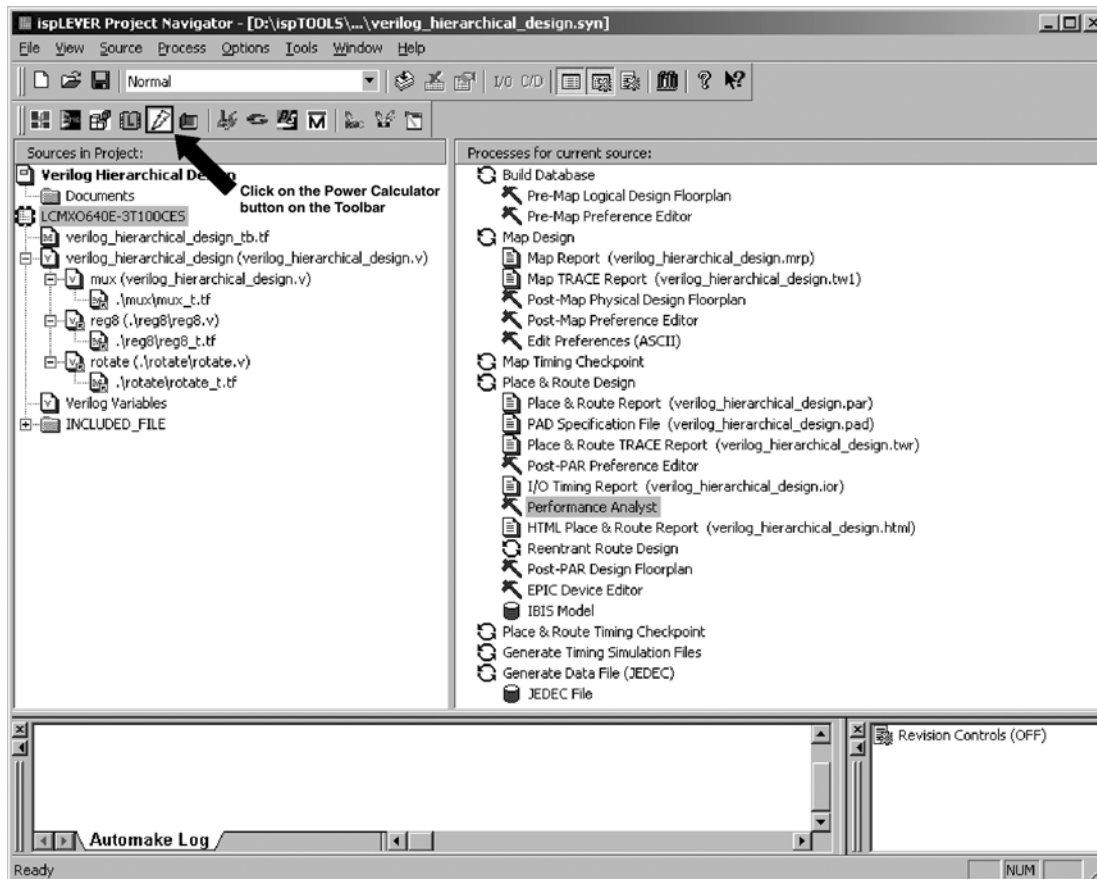 ispLEVER Project Navigator - [D:\ispTOOLS\...\verilog_hierarchical_design.syn]
File View Source Process Options Tools Window Help
Normal
I/O C/D
Sources in Project:
Verilog Hierarchical Design
Click on the Power Calculator
button on the Toolbar
Documents
LCMXO640E-3T100CES
verilog_hierarchical_design_tb.tf
verilog_hierarchical_design (verilog_hierarchical_design.v)
mux (verilog_hierarchical_design.v)
.\mux\mux_t.tf
reg8 (.\reg8\reg8.v)
.\reg8\reg8_t.tf
rotate (.\rotate\rotate.v)
.\rotate\rotate_t.tf
Verilog Variables
INCLUDED_FILE
Processes for current source:
Build Database
Pre-Map Logical Design Floorplan
Pre-Map Preference Editor
Map Design
Map Report (verilog_hierarchical_design.mrp)
Map TRACE Report (verilog_hierarchical_design.tw1)
Post-Map Physical Design Floorplan
Post-Map Preference Editor
Edit Preferences (ASCII)
Map Timing Checkpoint
Place & Route Design
Place & Route Report (verilog_hierarchical_design.par)
PAD Specification File (verilog_hierarchical_design.pad)
Place & Route TRACE Report (verilog_hierarchical_design.twr)
Post-PAR Preference Editor
I/O Timing Report (verilog_hierarchical_design.ior)
Performance Analyst
HTML Place & Route Report (verilog_hierarchical_design.html)
Reentrant Route Design
Post-PAR Design Floorplan
EPIC Device Editor
IBIS Model
Place & Route Timing Checkpoint
Generate Timing Simulation Files
Generate Data File (JEDEC)
JEDEC File
Revision Controls (OFF)
Automake Log
Ready
NUM